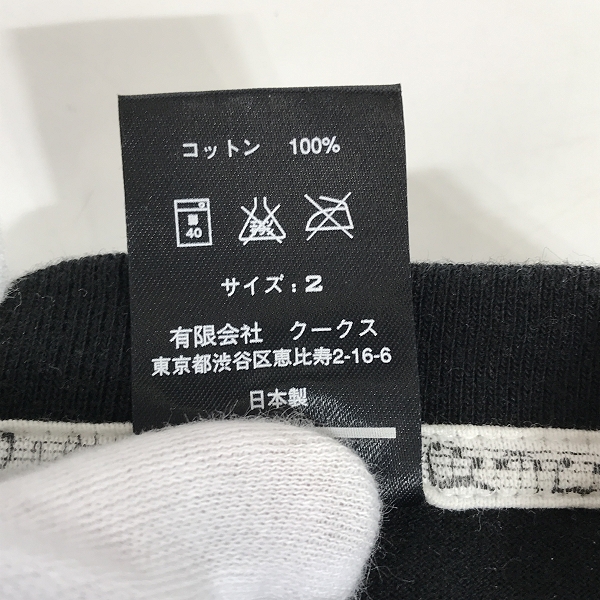 コットン 100%
40
サイズ:2
有限会社 クークス
東京都渋谷区恵比寿2-16-6
日本製